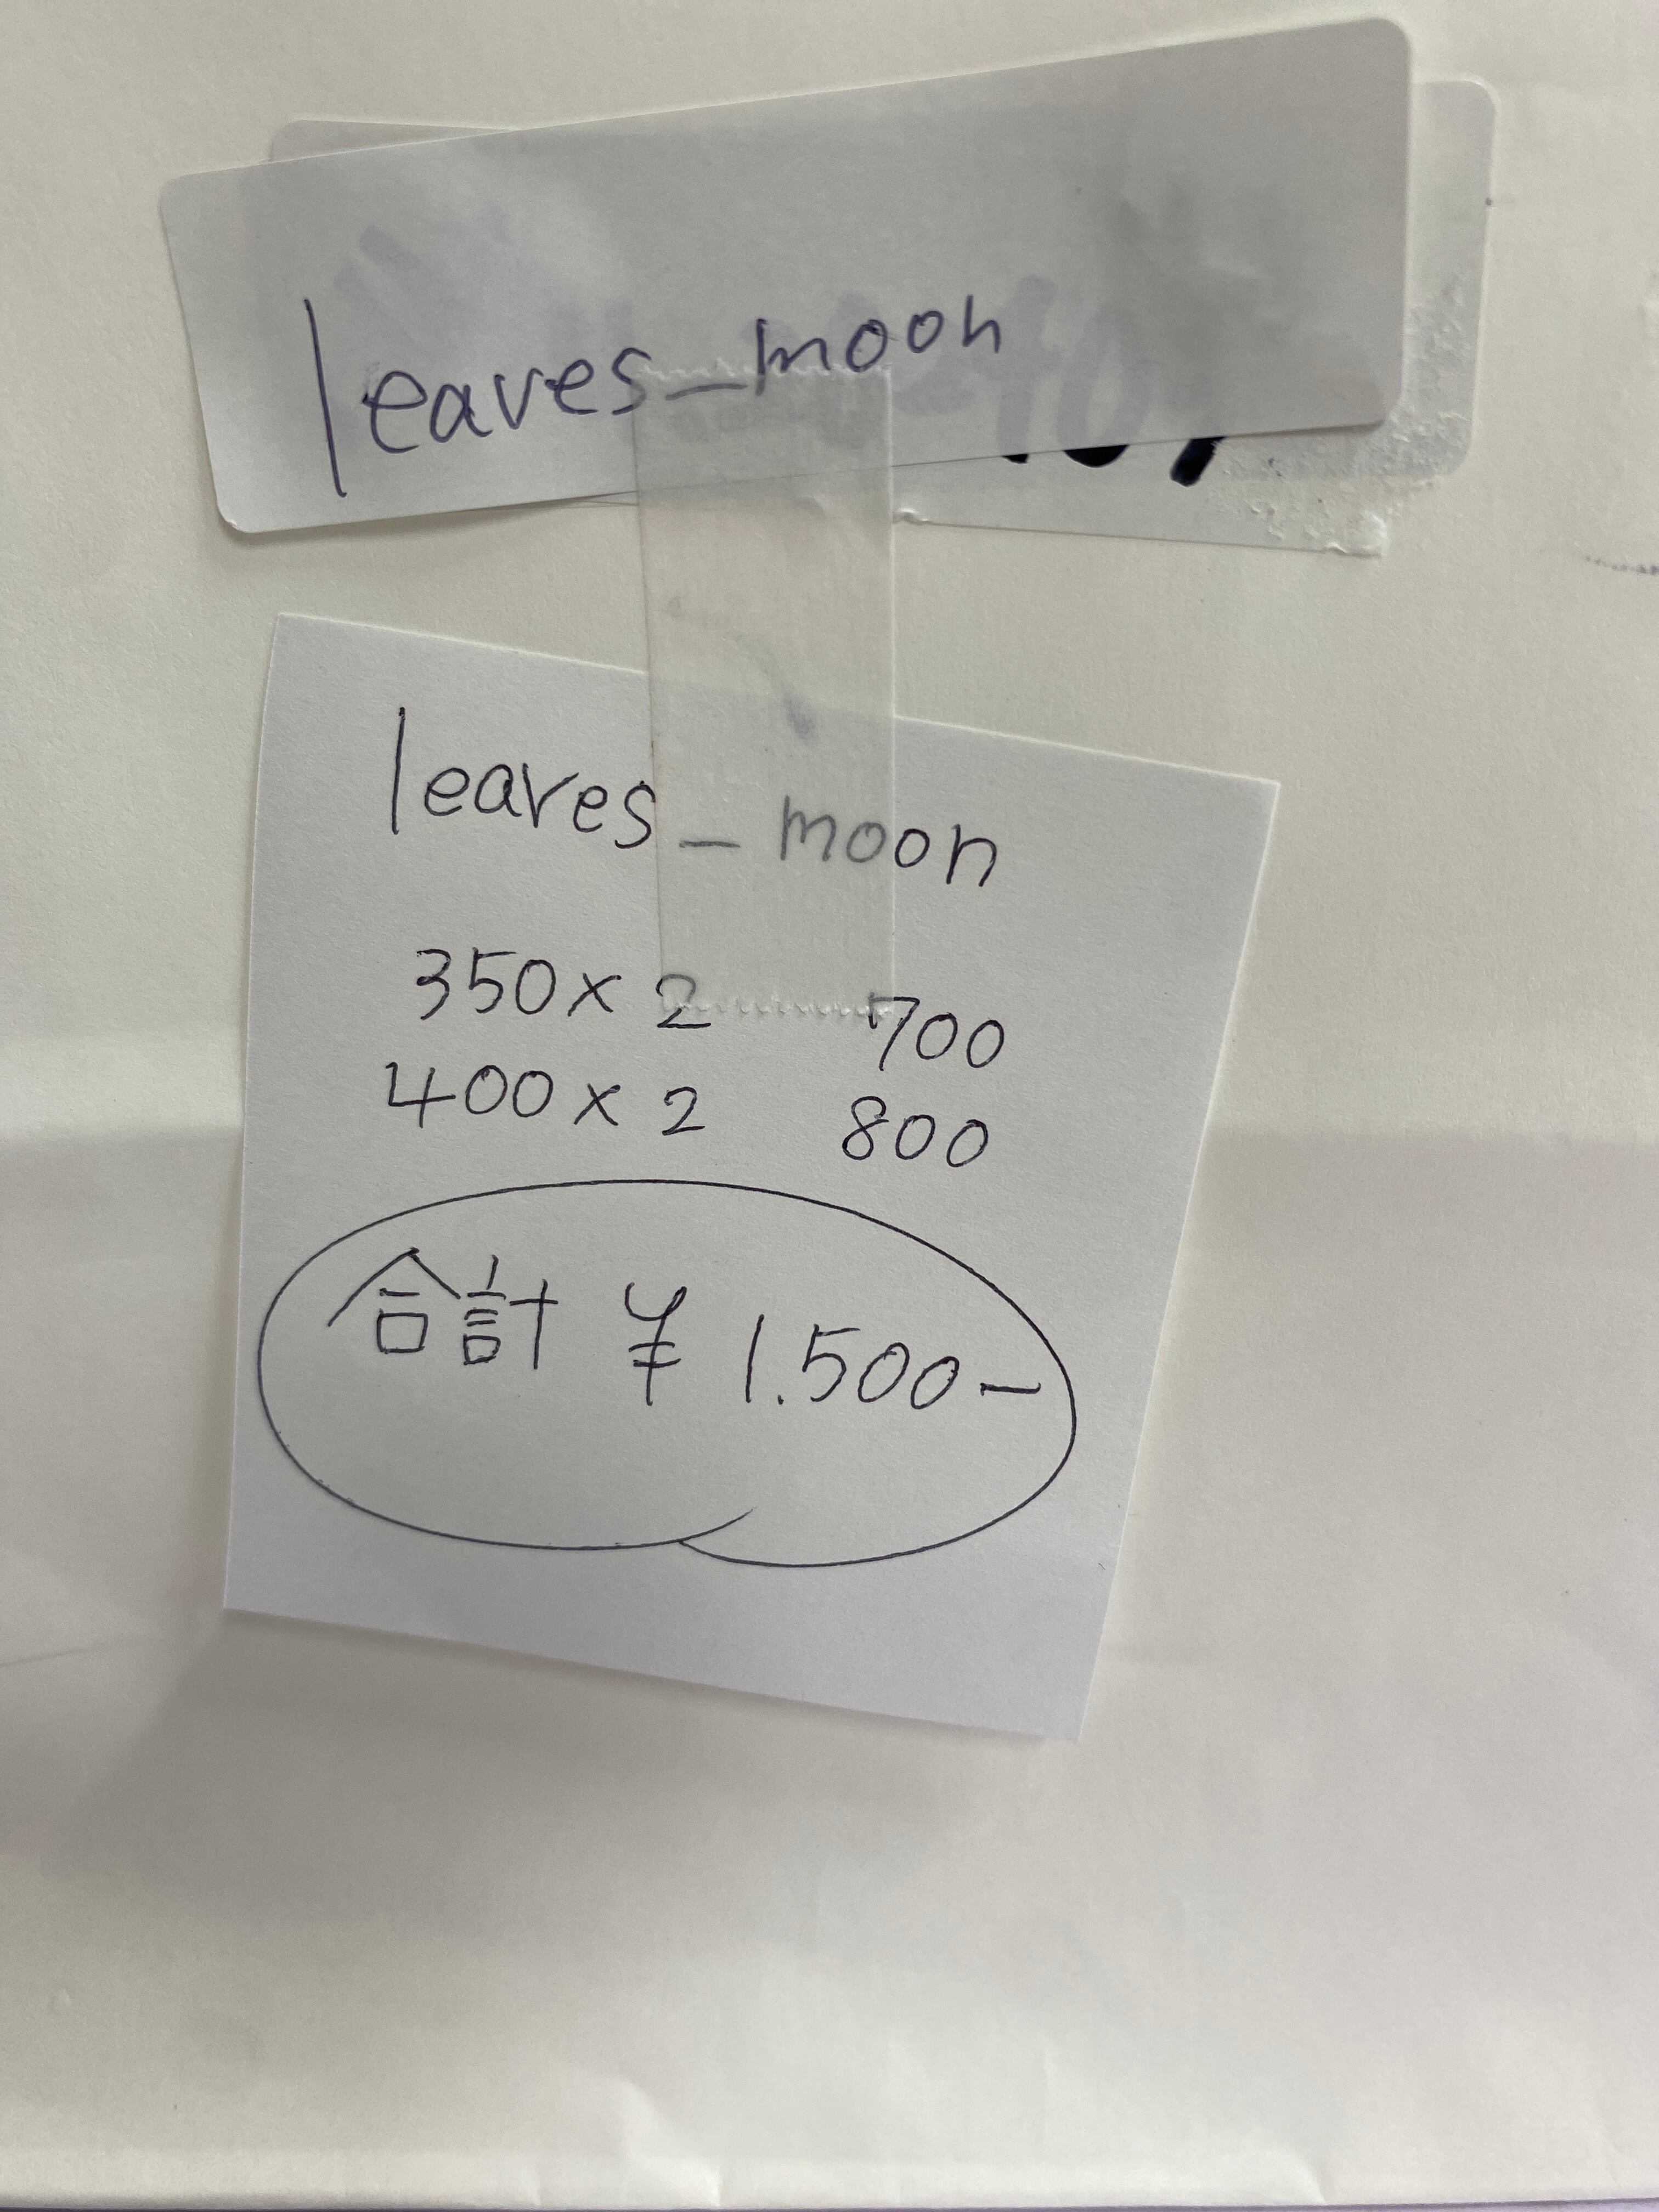 leaves_moon
leaves_moon
350×2 700
400×2 800
合計 ¥1.500-